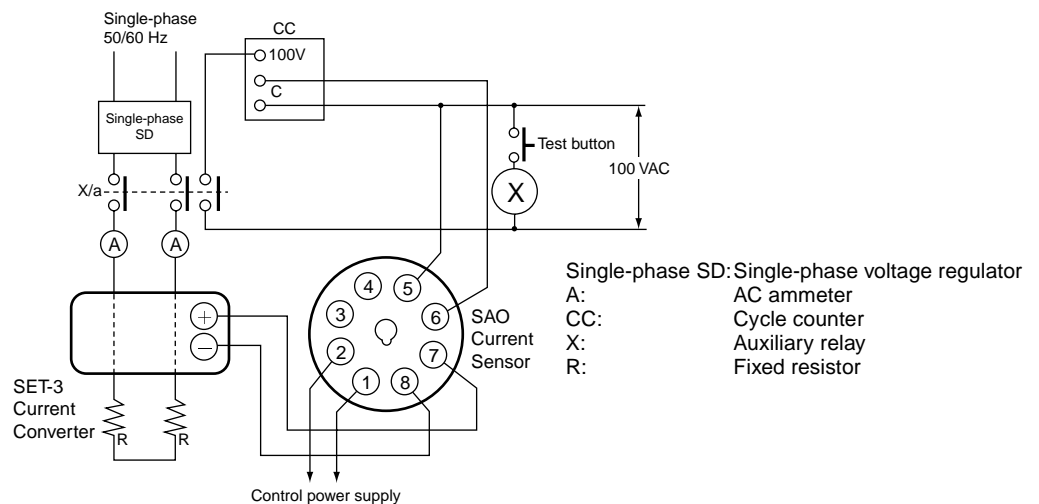 Single-phase
50/60 Hz
CC
100V
C
Single-phase
SD
Test button
100 VAC
X/a
X
A
A
Single-phase SD: Single-phase voltage regulator
A: AC ammeter
CC: Cycle counter
X: Auxiliary relay
R: Fixed resistor
4
5
3
6
SAO
Current
Sensor
2
7
1
8
+
−
SET-3
Current
Converter
R
R
Control power supply